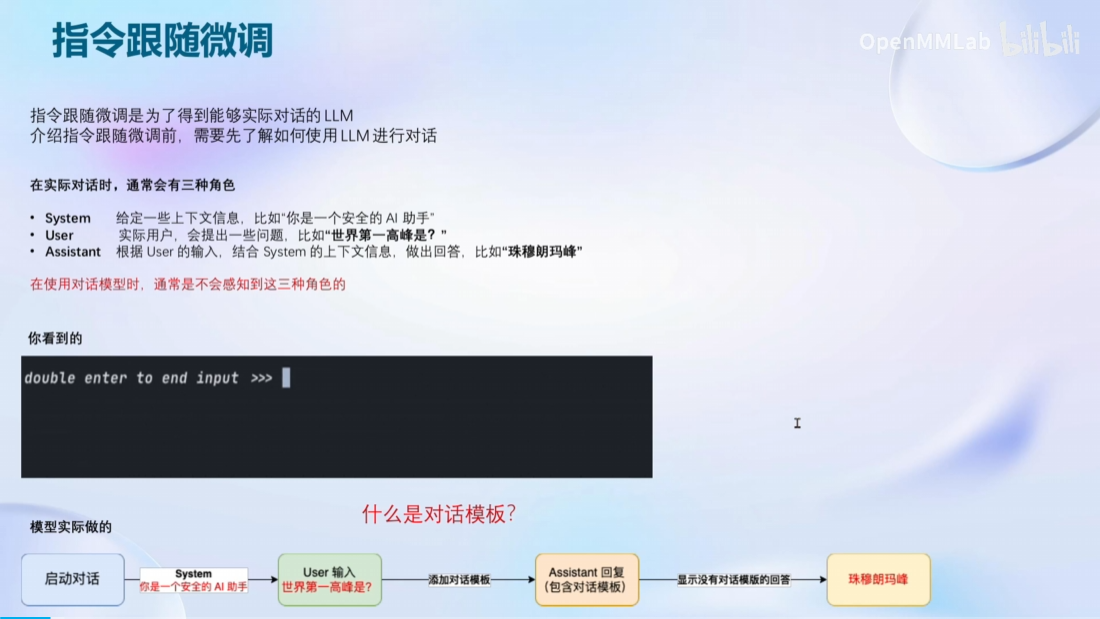 指令跟随微调
OpenMMLab bilibili
指令跟随微调是为了得到能够实际对话的 LLM
介绍指令跟随微调前，需要先了解如何使用 LLM 进行对话
在实际对话时，通常会有三种角色
• System 给定一些上下文信息，比如“你是一个安全的 AI 助手”
• User 实际用户，会提出一些问题，比如“世界第一高峰是？”
• Assistant 根据 User 的输入，结合 System 的上下文信息，做出回答，比如“珠穆朗玛峰”
在使用对话模型时，通常是不会感知到这三种角色的
你看到的
double enter to end input >>>
什么是对话模板？
模型实际做的
启动对话
System
你是一个安全的 AI 助手
User 输入
世界第一高峰是？
添加对话模板
Assistant 回复
（包含对话模板）
显示没有对话模版的回答
珠穆朗玛峰